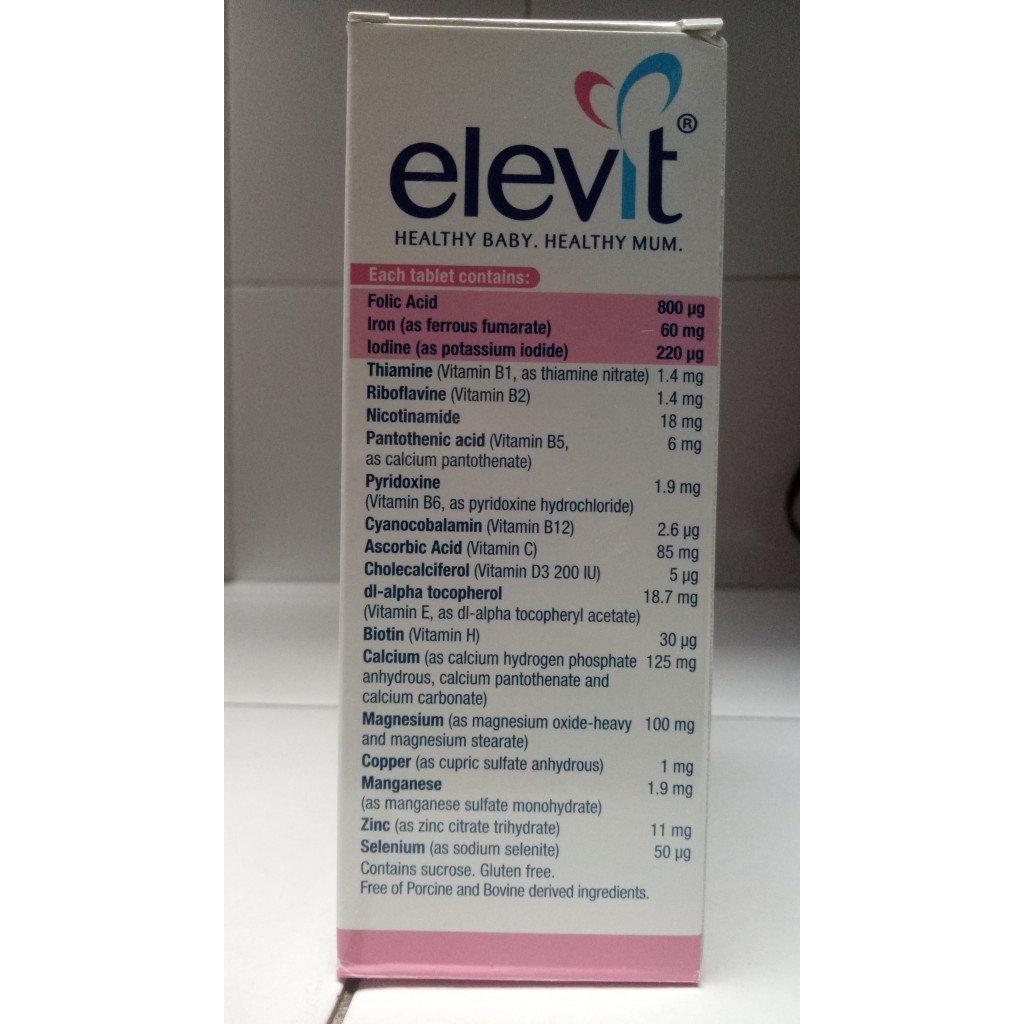 elevit®
HEALTHY BABY. HEALTHY MUM.
Each tablet contains:
Folic Acid 800 µg
Iron (as ferrous fumarate) 60 mg
Iodine (as potassium iodide) 220 µg
Thiamine (Vitamin B1, as thiamine nitrate) 1.4 mg
Riboflavine (Vitamin B2) 1.4 mg
Nicotinamide 18 mg
Pantothenic acid (Vitamin B5, 6 mg
as calcium pantothenate)
Pyridoxine 1.9 mg
(Vitamin B6, as pyridoxine hydrochloride)
Cyanocobalamin (Vitamin B12) 2.6 µg
Ascorbic Acid (Vitamin C) 85 mg
Cholecalciferol (Vitamin D3 200 IU) 5 µg
dl-alpha tocopherol 18.7 mg
(Vitamin E, as dl-alpha tocopheryl acetate)
Biotin (Vitamin H) 30 µg
Calcium (as calcium hydrogen phosphate 125 mg
anhydrous, calcium pantothenate and
calcium carbonate)
Magnesium (as magnesium oxide-heavy 100 mg
and magnesium stearate)
Copper (as cupric sulfate anhydrous) 1 mg
Manganese 1.9 mg
(as manganese sulfate monohydrate)
Zinc (as zinc citrate trihydrate) 11 mg
Selenium (as sodium selenite) 50 µg
Contains sucrose. Gluten free.
Free of Porcine and Bovine derived ingredients.